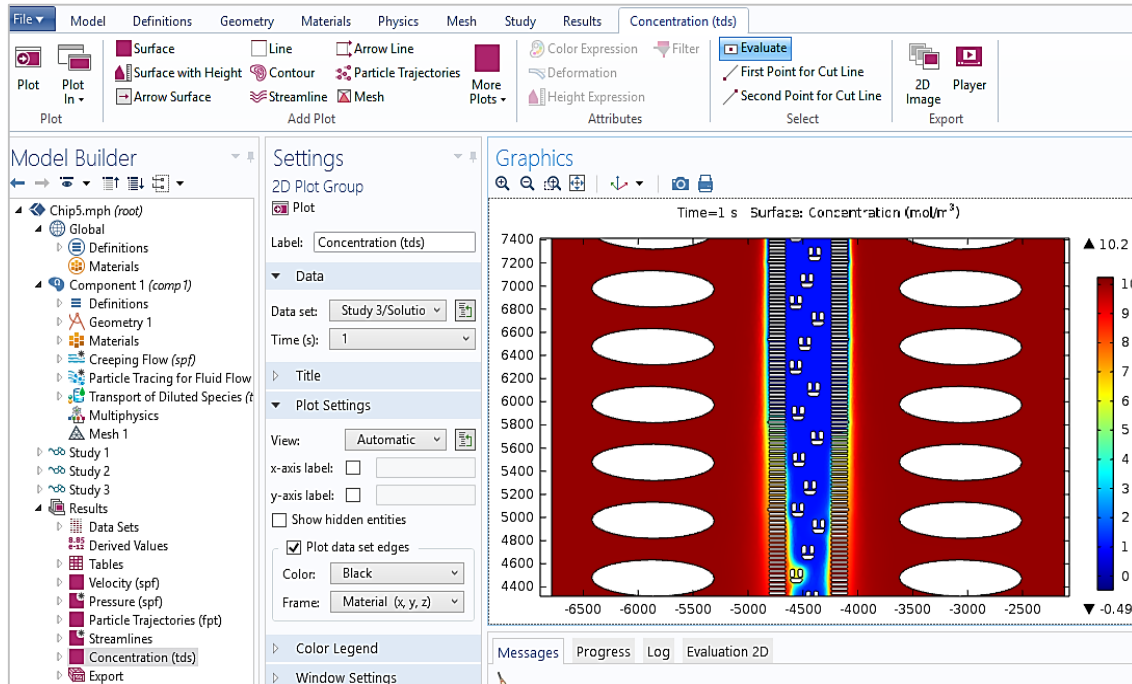 File Model Definitions Geometry Materials Physics Mesh Study Results Concentration (tds)
Surface Line Arrow Line Color Expression Filter Evaluate
Surface with Height Contour Particle Trajectories Deformation First Point for Cut Line
Arrow Surface Streamline Mesh Height Expression Second Point for Cut Line
Plot Plot In More Plots 2D Image Player
Plot Add Plot Attributes Select Export
Model Builder
Chip5.mph (root)
Global
Definitions
Materials
Component 1 (comp1)
Definitions
Geometry 1
Materials
Creeping Flow (spf)
Particle Tracing for Fluid Flow
Transport of Diluted Species (t
Multiphysics
Mesh 1
Study 1
Study 2
Study 3
Results
Data Sets
8.85
e-12 Derived Values
Tables
Velocity (spf)
Pressure (spf)
Particle Trajectories (fpt)
Streamlines
Concentration (tds)
Export
Settings
2D Plot Group
Plot
Label: Concentration (tds)
Data
Data set: Study 3/Solutio
Time (s): 1
Title
Plot Settings
View: Automatic
x-axis label:
y-axis label:
Show hidden entities
Plot data set edges
Color: Black
Frame: Material (x, y, z)
Color Legend
Window Settings
Graphics
Time=1 s Surface: Concentration (mol/m³)
7400
7200
7000
6800
6600
6400
6200
6000
5800
5600
5400
5200
5000
4800
4600
4400
-6500 -6000 -5500 -5000 -4500 -4000 -3500 -3000 -2500
▲ 10.2
10
9
8
7
6
5
4
3
2
1
0
▼ -0.49
Messages Progress Log Evaluation 2D